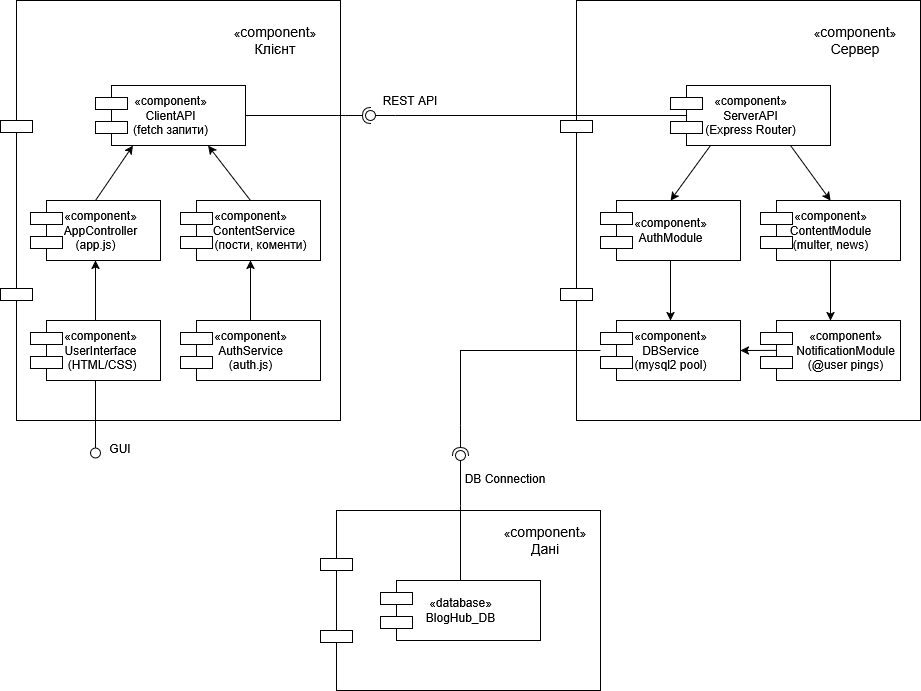 «component»
Клієнт
«component»
Сервер
«component»
ClientAPI
(fetch запити)
REST API
«component»
ServerAPI
(Express Router)
«component»
AppController
(app.js)
«component»
ContentService
(пости, коменти)
«component»
AuthModule
«component»
ContentModule
(multer, news)
«component»
UserInterface
(HTML/CSS)
«component»
AuthService
(auth.js)
«component»
DBService
(mysql2 pool)
«component»
NotificationModule
(@user pings)
GUI
DB Connection
«component»
Дані
«database»
BlogHub_DB